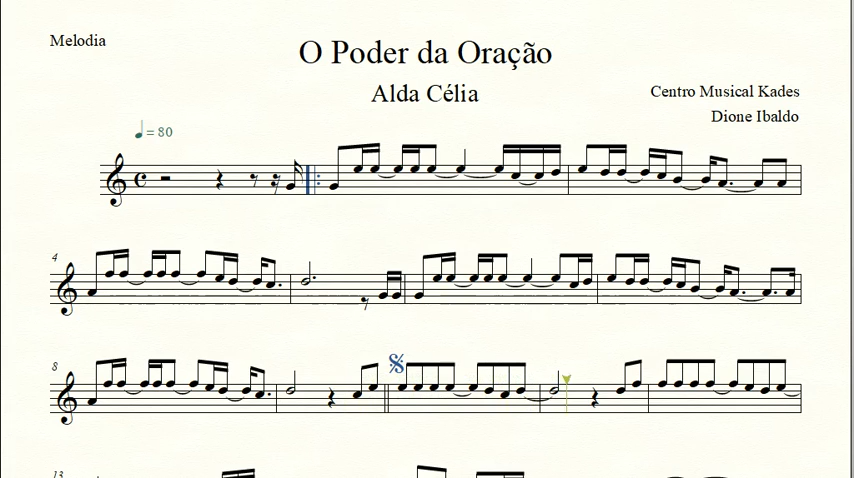 Melodia
O Poder da Oração
Alda Célia
Centro Musical Kades
Dione Ibaldo
= 80
4
8
13